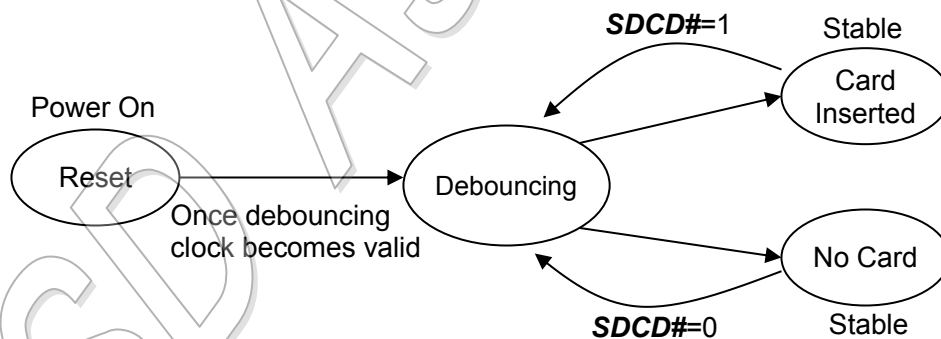 SDCD#=1
Stable
Card
Inserted
Power On
Reset
Debouncing
Once debouncing
clock becomes valid
No Card
SDCD#=0
Stable